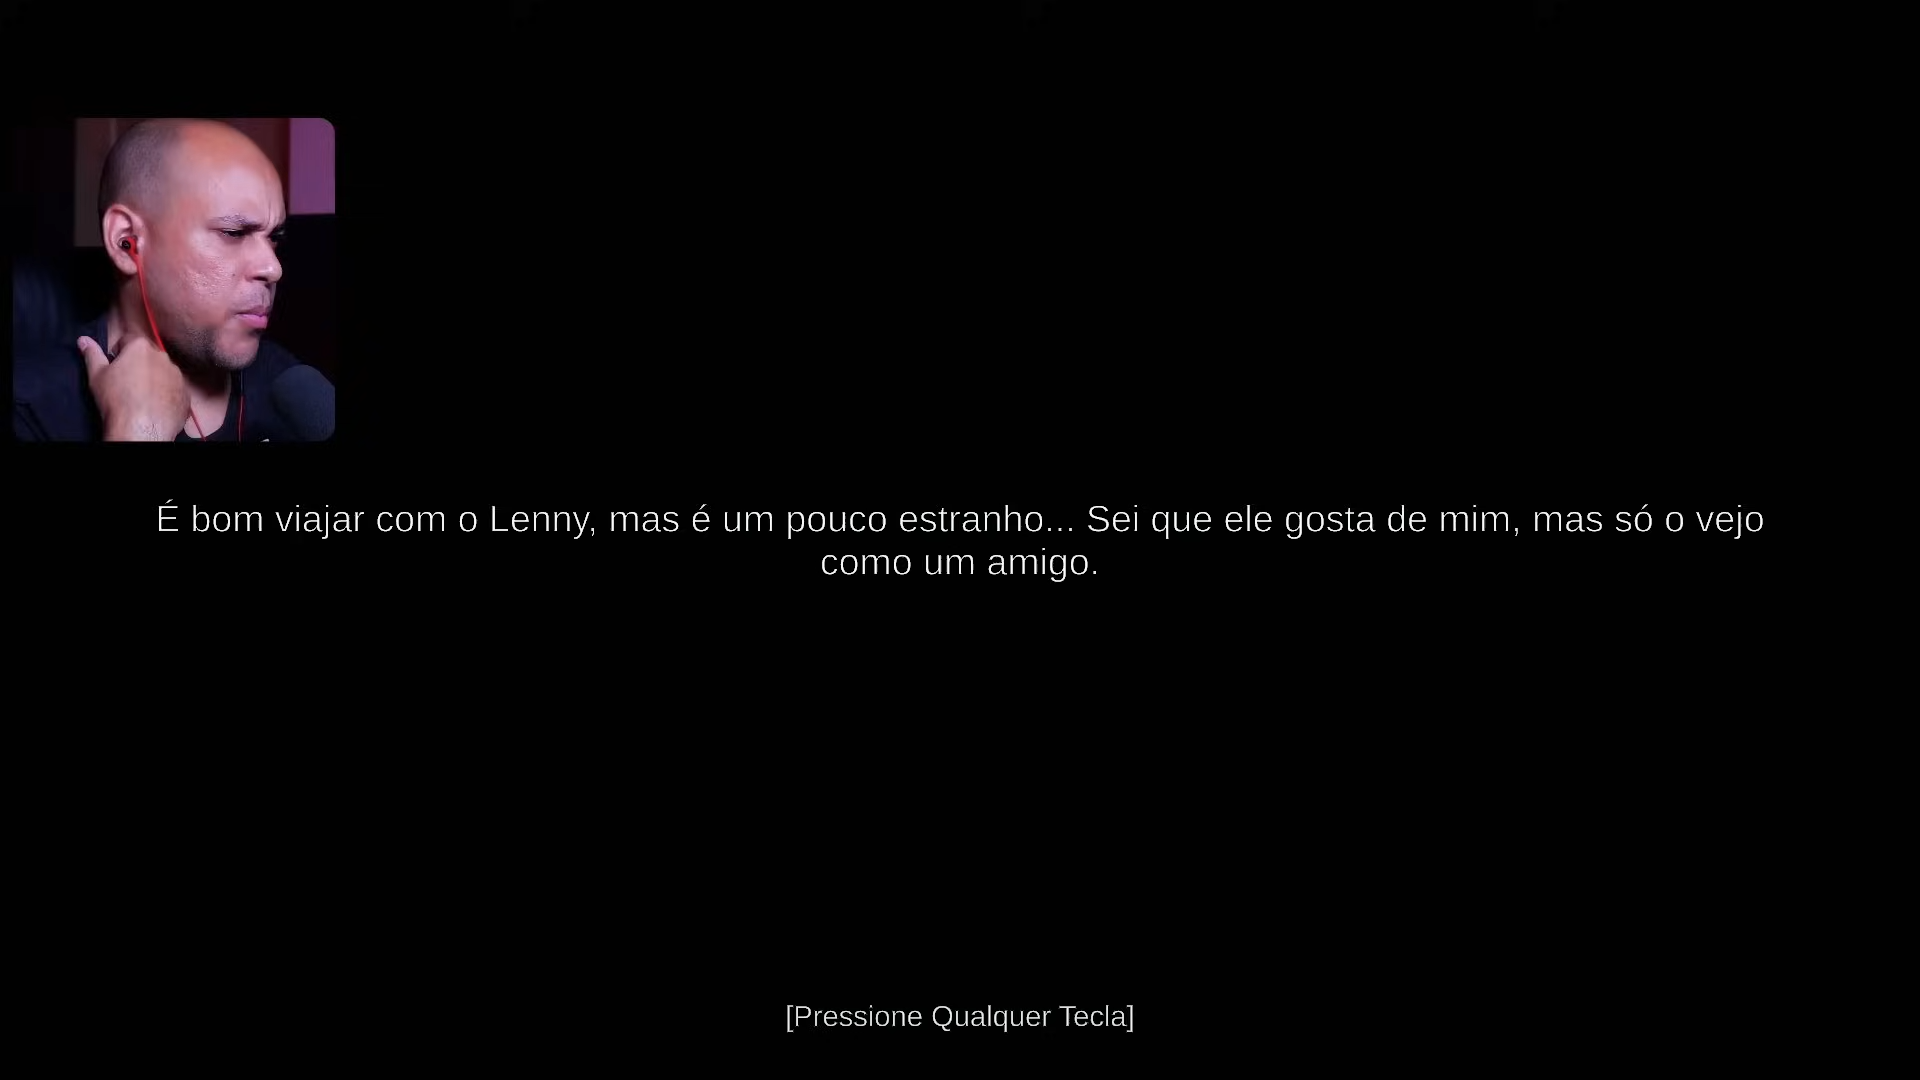 É bom viajar com o Lenny, mas é um pouco estranho... Sei que ele gosta de mim, mas só o vejo
como um amigo.
[Pressione Qualquer Tecla]